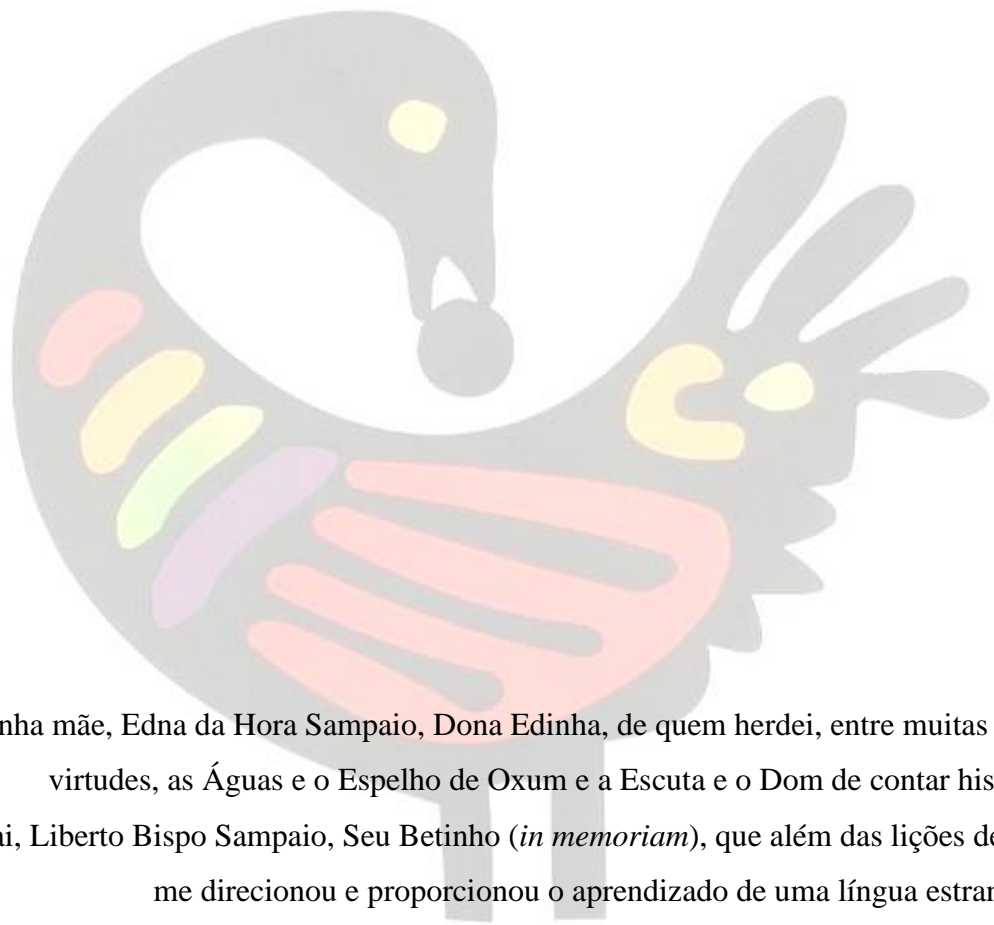 nha mãe, Edna da Hora Sampaio, Dona Edinha, de quem herdei, entre muitas
virtudes, as Águas e o Espelho de Oxum e a Escuta e o Dom de contar his
ai, Liberto Bispo Sampaio, Seu Betinho (in memoriam), que além das lições de
me direcionou e proporcionou o aprendizado de uma língua estran